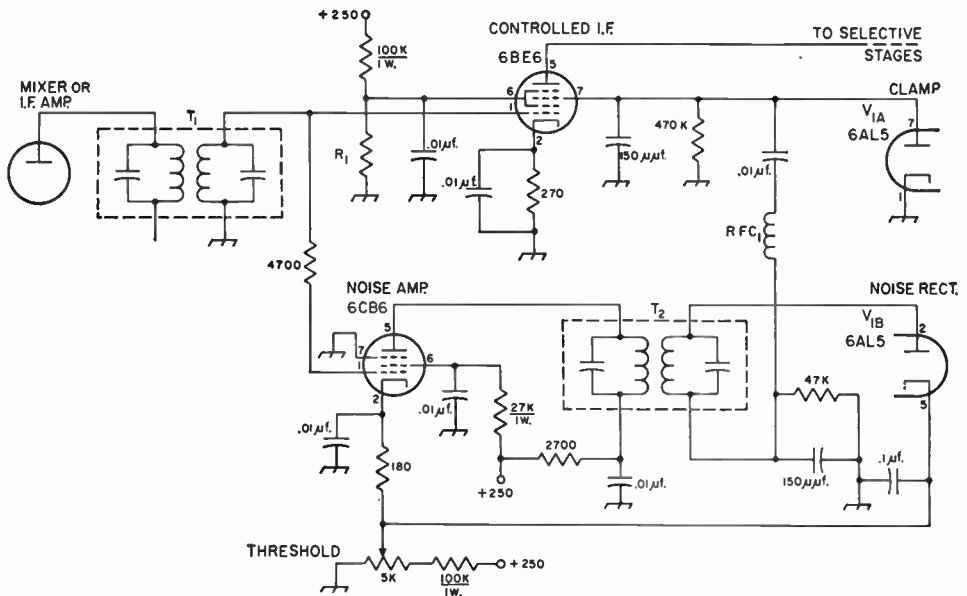 +250
100K
1W.
CONTROLLED I.F.
6BE6
5
6
1
7
2
TO SELECTIVE
STAGES
CLAMP
V1A
6AL5
7
1
MIXER OR
I.F. AMP.
T1
R1
.01µf.
.01µf.
270
150µµf.
470K
.01µf.
RFC1
4700
NOISE AMP.
6CB6
5
7
1
6
2
T2
NOISE RECT.
V1B
6AL5
2
5
.01µf.
.01µf.
27K
1W.
2700
+250
.01µf.
47K
150µµf.
.1µf.
180
THRESHOLD
5K
100K
1W.
+250